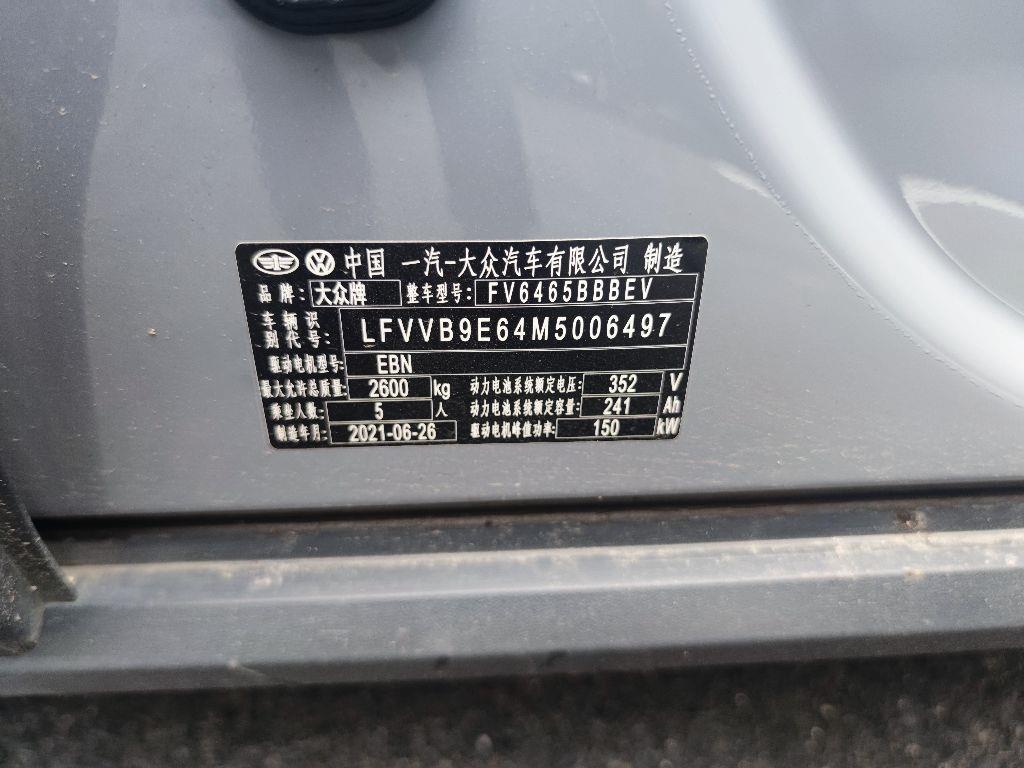 中国 一汽-大众汽车有限公司 制造
品牌: 大众牌 整车型号: FV6465BBBEV
车辆识别代号: LFVVB9E64M5006497
驱动电机型号: EBN
最大允许总质量: 2600 kg 动力电池系统额定电压: 352 V
乘坐人数: 5 人 动力电池系统额定容量: 241 Ah
制造年月: 2021-06-26 驱动电机峰值功率: 150 kW